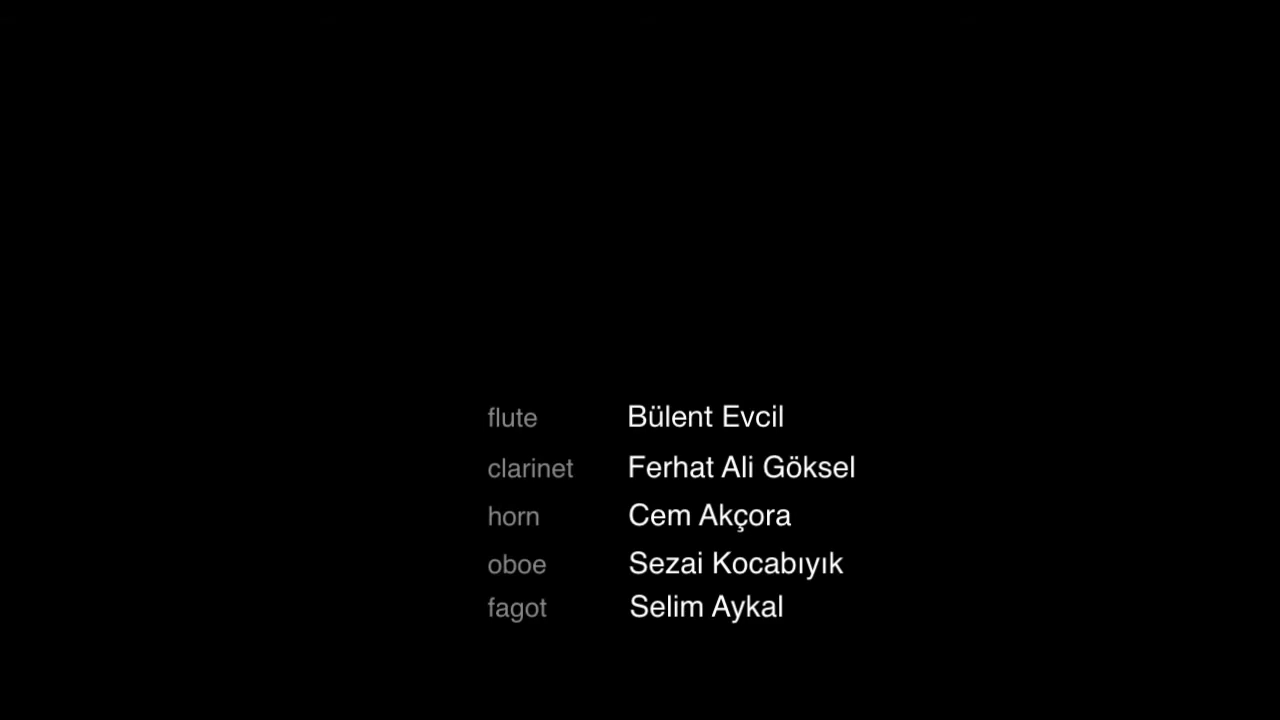 flute Bülent Evcil
clarinet Ferhat Ali Göksel
horn Cem Akçora
oboe Sezai Kocabıyık
fagot Selim Aykal